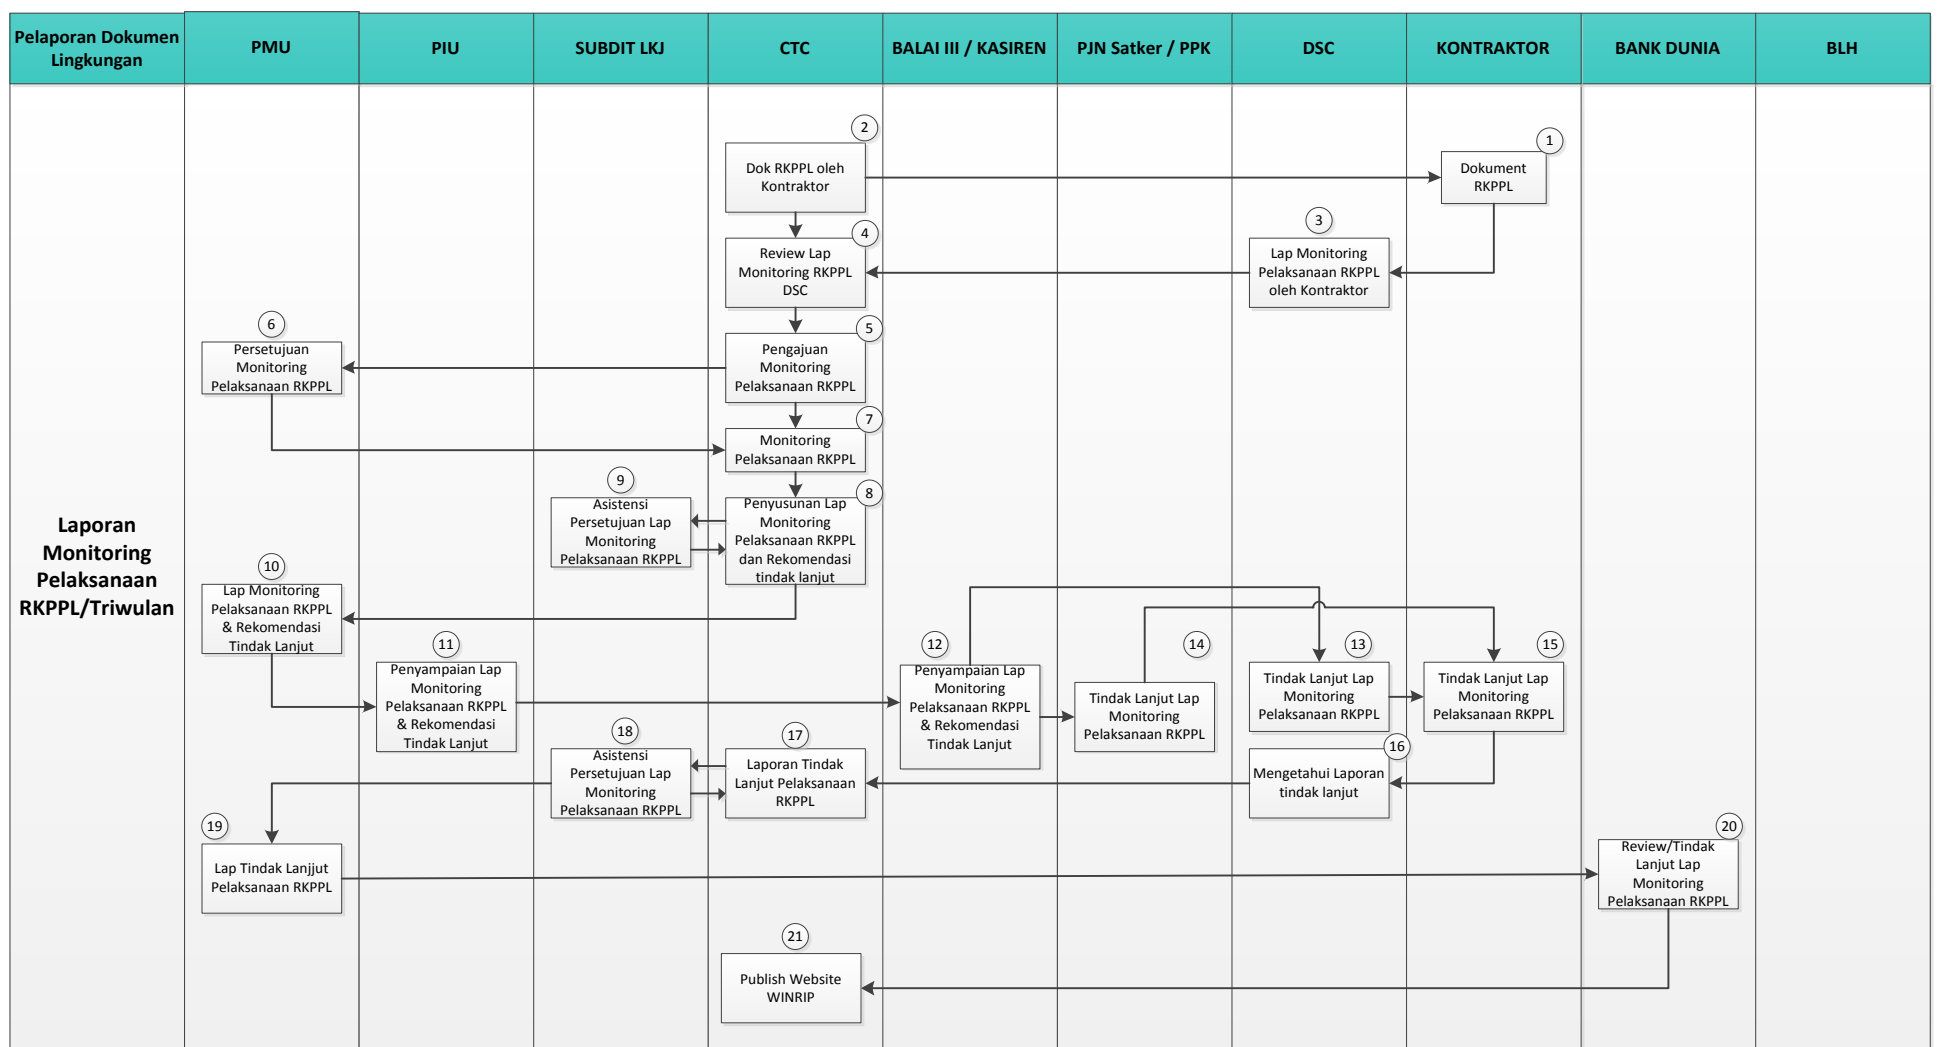 Pelaporan Dokumen
Lingkungan
PMU
PIU
SUBDIT LKJ
CTC
BALAI III / KASIREN
PJN Satker / PPK
DSC
KONTRAKTOR
BANK DUNIA
BLH
Laporan
Monitoring
Pelaksanaan
RKPPL/Triwulan
1
Dokument
RKPPL
2
Dok RKPPL oleh
Kontraktor
3
Lap Monitoring
Pelaksanaan RKPPL
oleh Kontraktor
4
Review Lap
Monitoring RKPPL
DSC
5
Pengajuan
Monitoring
Pelaksanaan RKPPL
6
Persetujuan
Monitoring
Pelaksanaan RKPPL
7
Monitoring
Pelaksanaan RKPPL
8
Penyusunan Lap
Monitoring
Pelaksanaan RKPPL
dan Rekomendasi
tindak lanjut
9
Asistensi
Persetujuan Lap
Monitoring
Pelaksanaan RKPPL
10
Lap Monitoring
Pelaksanaan RKPPL
& Rekomendasi
Tindak Lanjut
11
Penyampaian Lap
Monitoring
Pelaksanaan RKPPL
& Rekomendasi
Tindak Lanjut
12
Penyampaian Lap
Monitoring
Pelaksanaan RKPPL
& Rekomendasi
Tindak Lanjut
13
Tindak Lanjut Lap
Monitoring
Pelaksanaan RKPPL
14
Tindak Lanjut Lap
Monitoring
Pelaksanaan RKPPL
15
Tindak Lanjut Lap
Monitoring
Pelaksanaan RKPPL
16
Mengetahui Laporan
tindak lanjut
17
Laporan Tindak
Lanjut Pelaksanaan
RKPPL
18
Asistensi
Persetujuan Lap
Monitoring
Pelaksanaan RKPPL
19
Lap Tindak Lanjjut
Pelaksanaan RKPPL
20
Review/Tindak
Lanjut Lap
Monitoring
Pelaksanaan RKPPL
21
Publish Website
WINRIP